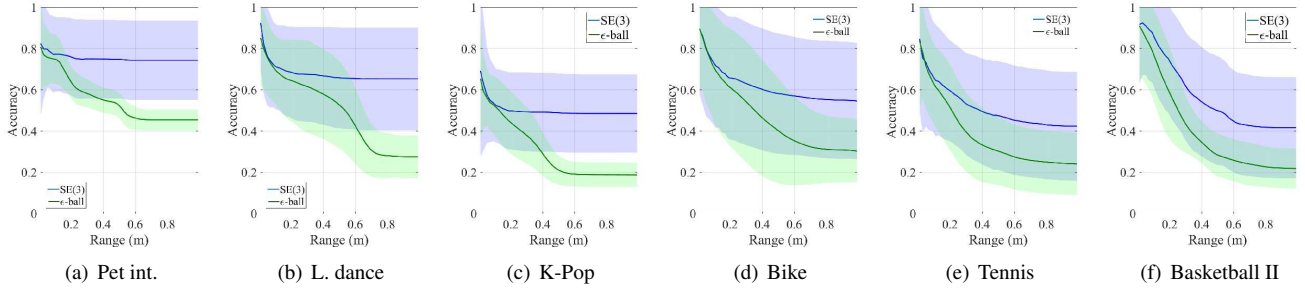 1
0.8
0.6
0.4
0.2
0
Accuracy
SE(3)
ϵ-ball
0.2 0.4 0.6 0.8
Range (m)
(a) Pet int.
1
0.8
0.6
0.4
0.2
0
Accuracy
SE(3)
ϵ-ball
0.2 0.4 0.6 0.8
Range (m)
(b) L. dance
1
0.8
0.6
0.4
0.2
0
Accuracy
SE(3)
ϵ-ball
0.2 0.4 0.6 0.8
Range (m)
(c) K-Pop
1
0.8
0.6
0.4
0.2
0
Accuracy
SE(3)
ϵ-ball
0.2 0.4 0.6 0.8
Range (m)
(d) Bike
1
0.8
0.6
0.4
0.2
0
Accuracy
SE(3)
ϵ-ball
0.2 0.4 0.6 0.8
Range (m)
(e) Tennis
1
0.8
0.6
0.4
0.2
0
Accuracy
SE(3)
ϵ-ball
0.2 0.4 0.6 0.8
Range (m)
(f) Basketball II